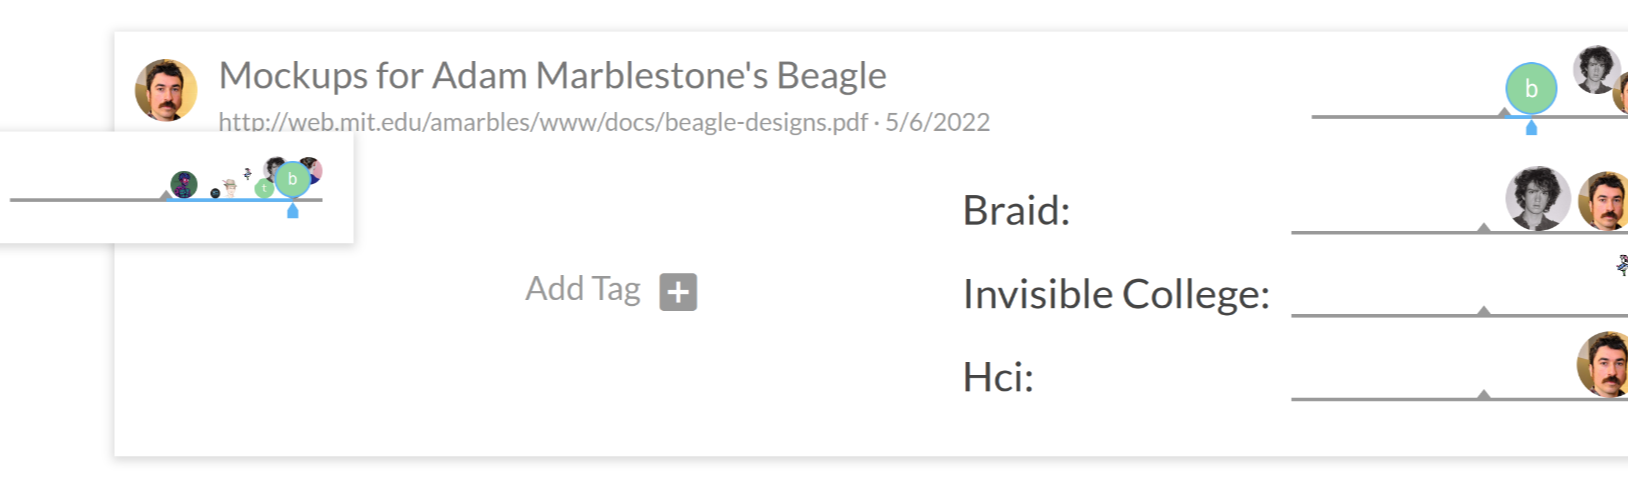 Mockups for Adam Marblestone's Beagle
http://web.mit.edu/amarbles/www/docs/beagle-designs.pdf · 5/6/2022
b
t
b
Braid:
Add Tag
Invisible College:
Hci: